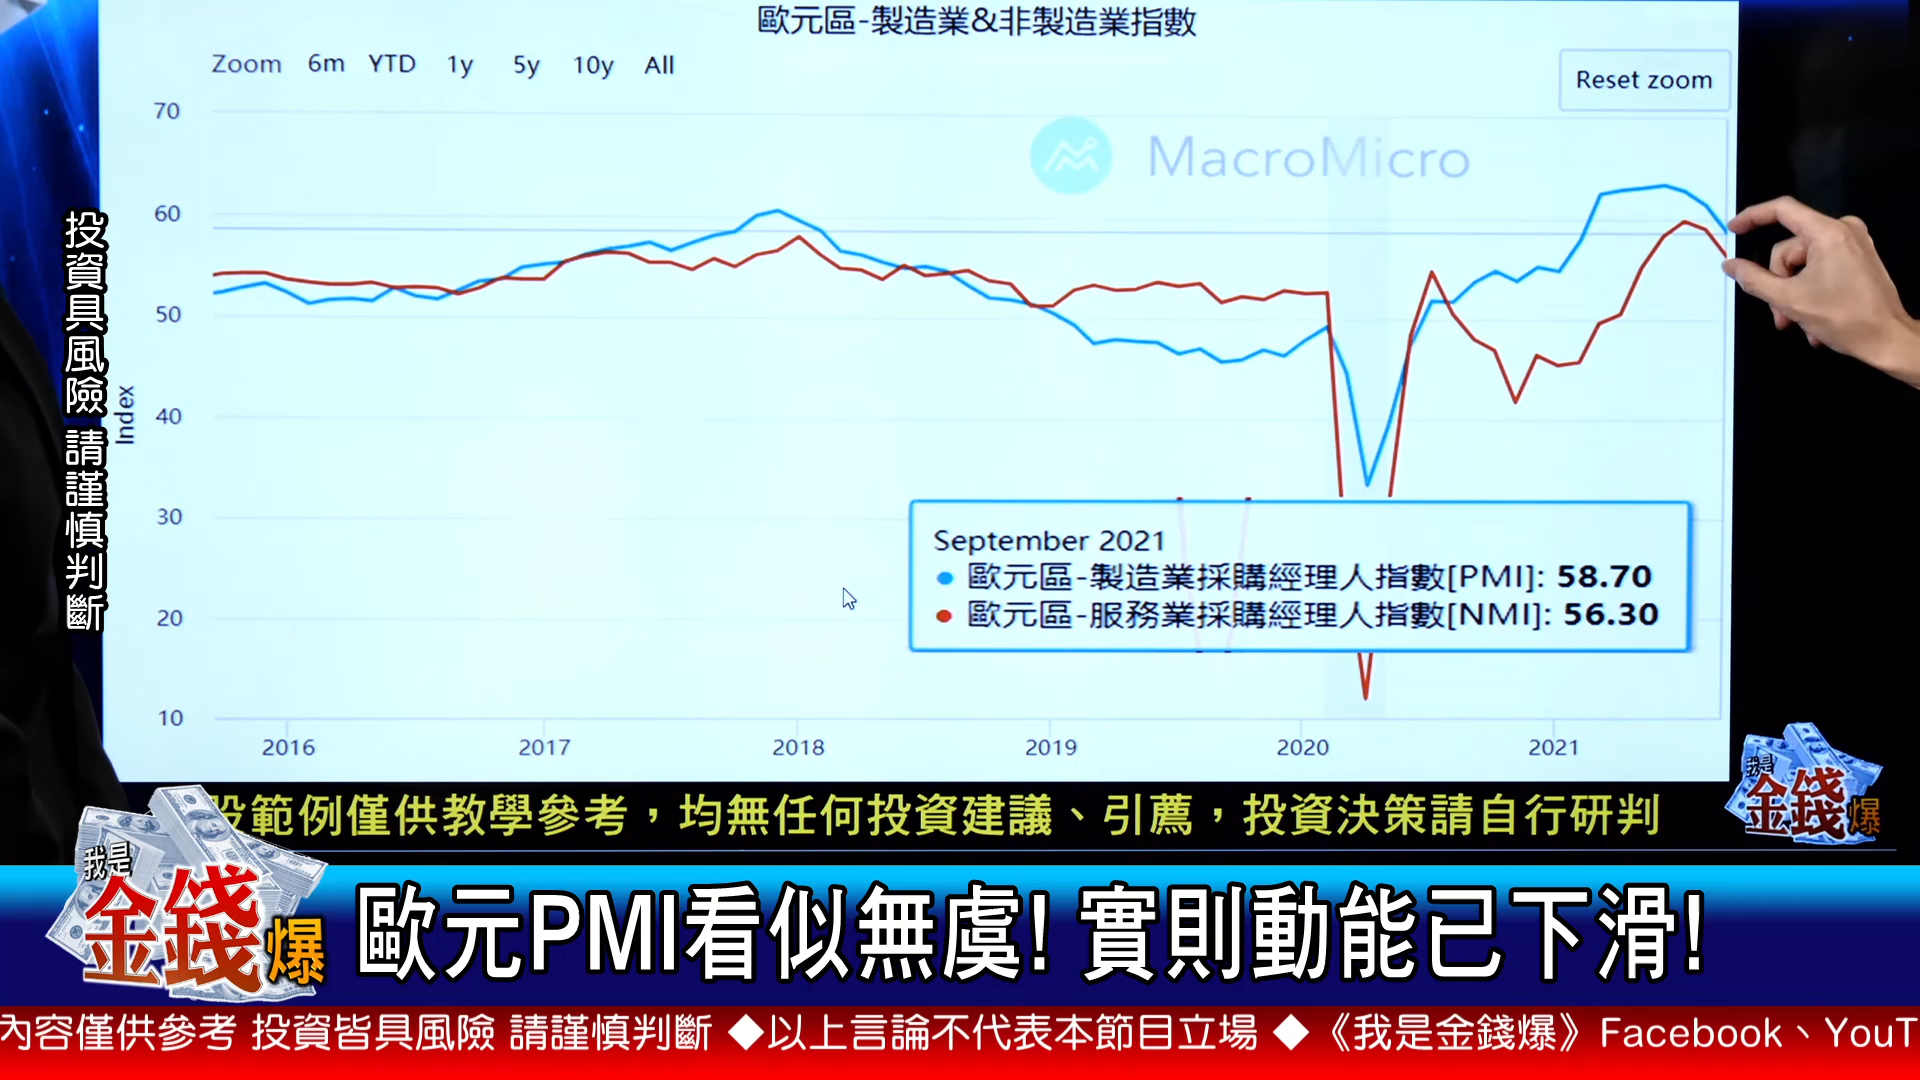 歐元區-製造業&非製造業指數
Zoom 6m YTD 1y 5y 10y All
Reset zoom
MacroMicro
70
60
50
40
30
20
10
Index
2016 2017 2018 2019 2020 2021
September 2021
歐元區-製造業採購經理人指數[PMI]: 58.70
歐元區-服務業採購經理人指數[NMI]: 56.30
投資具風險 請謹慎判斷
股範例僅供教學參考，均無任何投資建議、引薦，投資決策請自行研判
我是金錢爆
我是金錢爆
歐元PMI看似無虞! 實則動能已下滑!
內容僅供參考 投資皆具風險 請謹慎判斷 ◆以上言論不代表本節目立場 ◆《我是金錢爆》Facebook、YouT